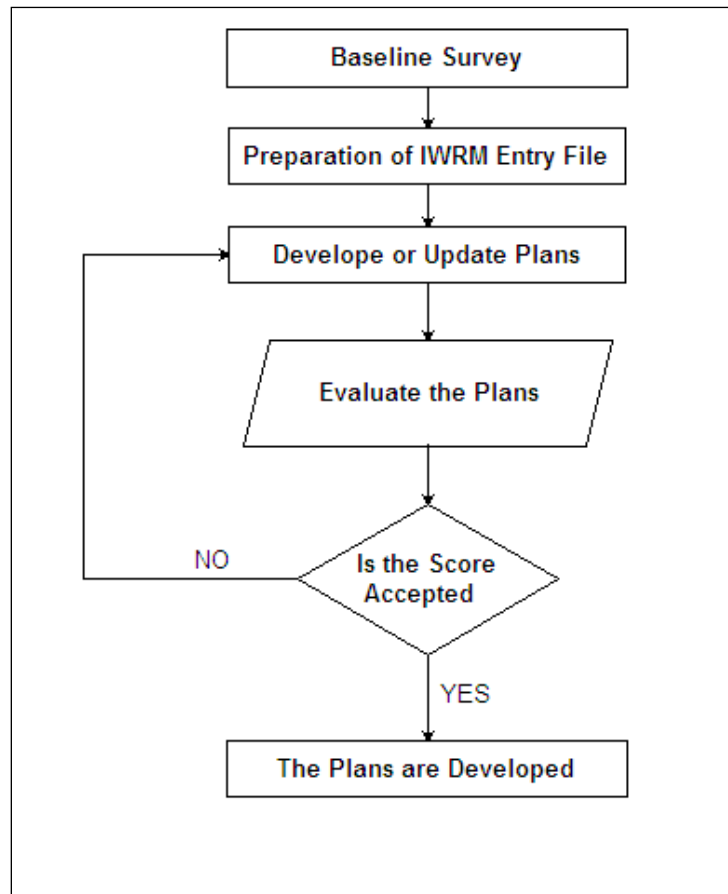 Baseline Survey
Preparation of IWRM Entry File
Develope or Update Plans
Evaluate the Plans
Is the Score
Accepted
NO
YES
The Plans are Developed